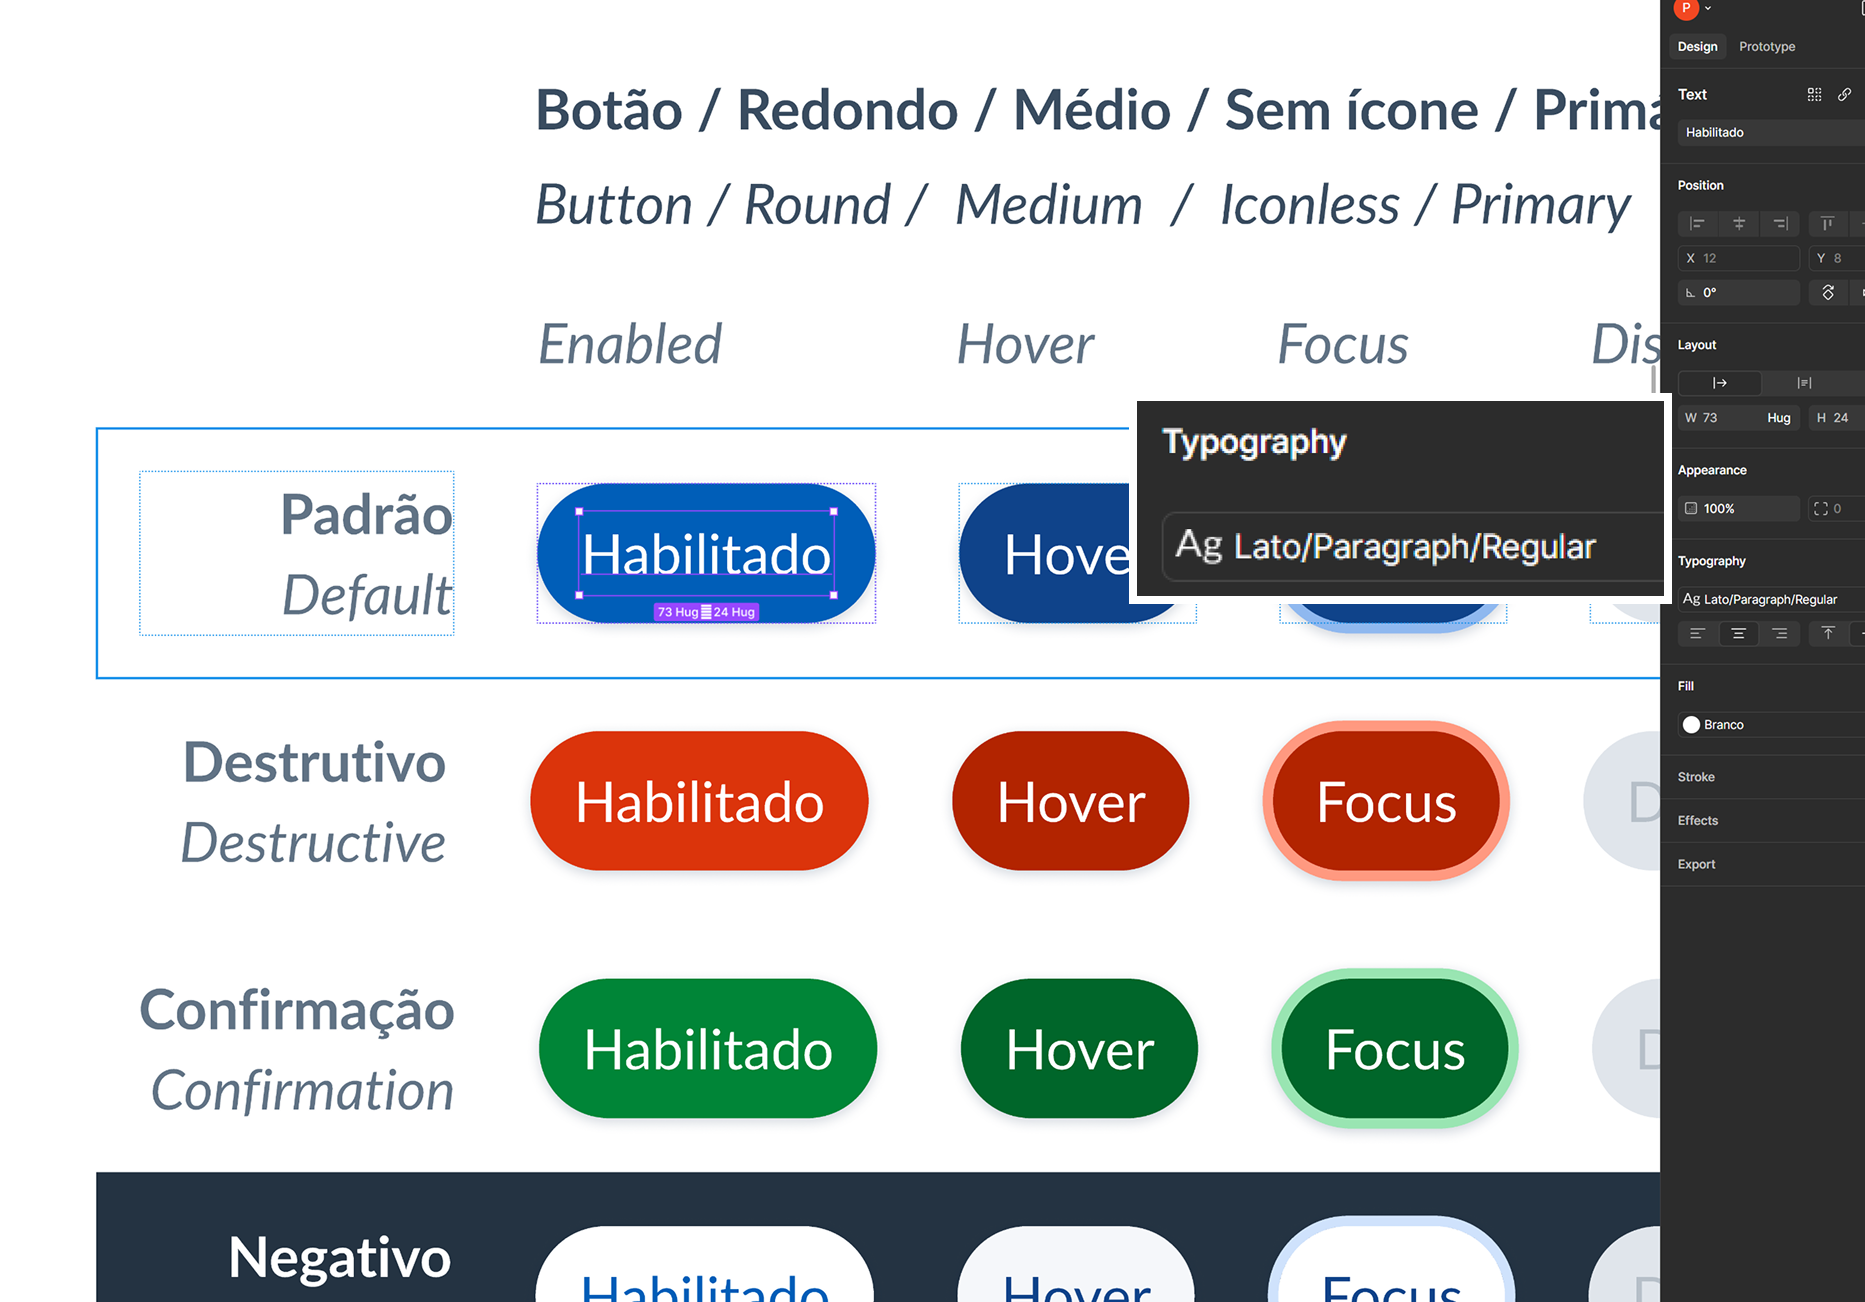 Botão / Redondo / Médio / Sem ícone / Primá
Button / Round / Medium / Iconless / Primary
Enabled
Hover
Focus
Dis
Padrão
Default
Habilitado
73 Hug 24 Hug
Hove
Typography
Ag Lato/Paragraph/Regular
Destrutivo
Destructive
Habilitado
Hover
Focus
D
Confirmação
Confirmation
Habilitado
Hover
Focus
D
Negativo
Habilitado
Hover
Focus
D
P
Design
Prototype
Text
Habilitado
Position
X 12
Y 8
0°
Layout
W 73 Hug
H 24
Appearance
100%
0
Typography
Ag Lato/Paragraph/Regular
Fill
Branco
Stroke
Effects
Export